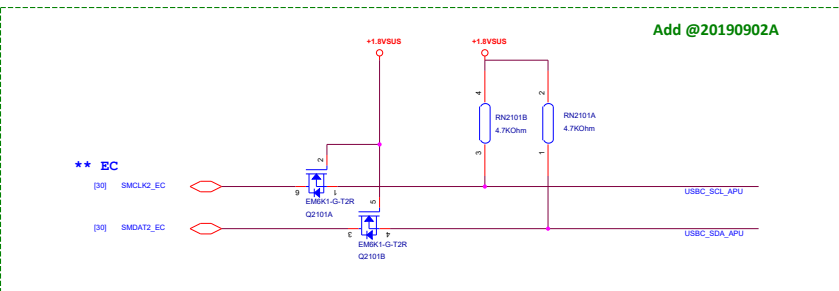 Add @20190902A
+1.8VSUS
+1.8VSUS
4
2
RN2101B
4.7KOhm
RN2101A
4.7KOhm
3
1
** EC
2
[30] SMCLK2_EC
6
1
USBC_SCL_APU
EM6K1-G-T2R
Q2101A
5
[30] SMDAT2_EC
3
4
USBC_SDA_APU
EM6K1-G-T2R
Q2101B